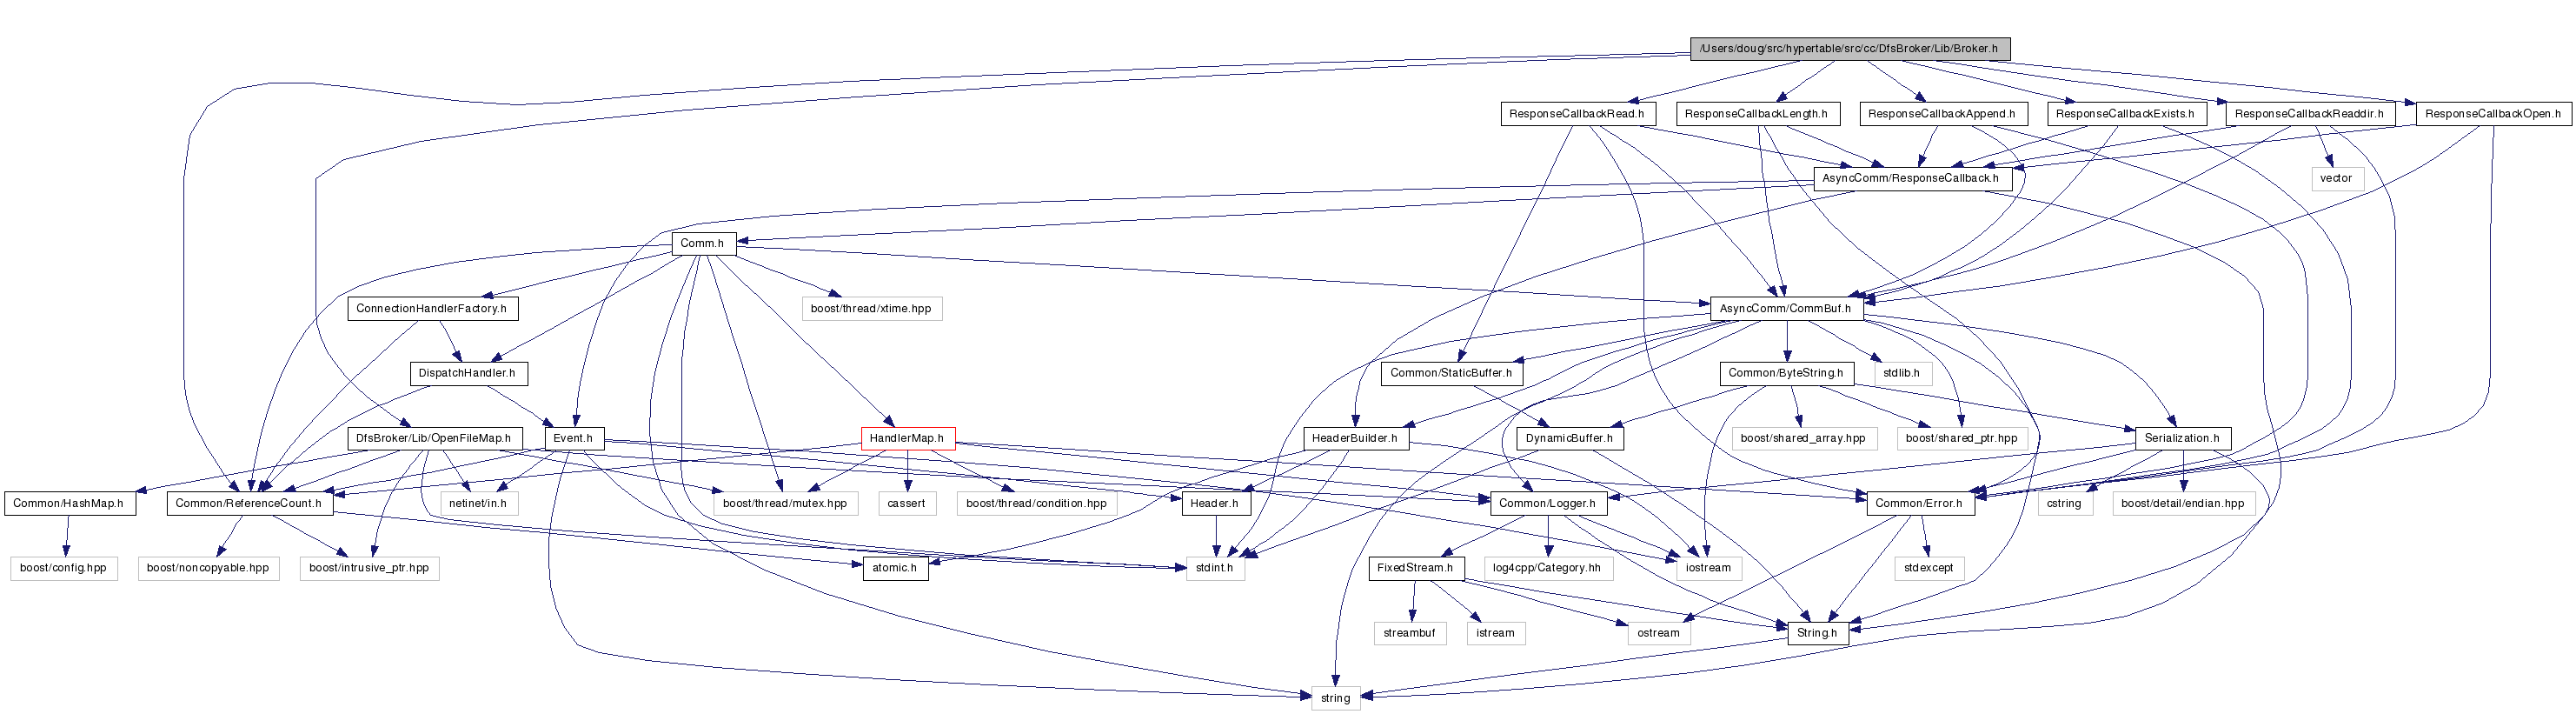 /Users/doug/src/hypertable/src/cc/DfsBroker/Lib/Broker.h
ResponseCallbackRead.h
ResponseCallbackLength.h
ResponseCallbackAppend.h
ResponseCallbackExists.h
ResponseCallbackReaddir.h
ResponseCallbackOpen.h
AsyncComm/ResponseCallback.h
vector
Comm.h
ConnectionHandlerFactory.h
boost/thread/xtime.hpp
AsyncComm/CommBuf.h
DispatchHandler.h
Common/StaticBuffer.h
Common/ByteString.h
stdlib.h
DfsBroker/Lib/OpenFileMap.h
Event.h
HandlerMap.h
HeaderBuilder.h
DynamicBuffer.h
boost/shared_array.hpp
boost/shared_ptr.hpp
Serialization.h
Common/HashMap.h
Common/ReferenceCount.h
netinet/in.h
boost/thread/mutex.hpp
cassert
boost/thread/condition.hpp
Header.h
Common/Logger.h
Common/Error.h
cstring
boost/detail/endian.hpp
boost/config.hpp
boost/noncopyable.hpp
boost/intrusive_ptr.hpp
atomic.h
stdint.h
FixedStream.h
log4cpp/Category.hh
iostream
stdexcept
streambuf
istream
ostream
String.h
string